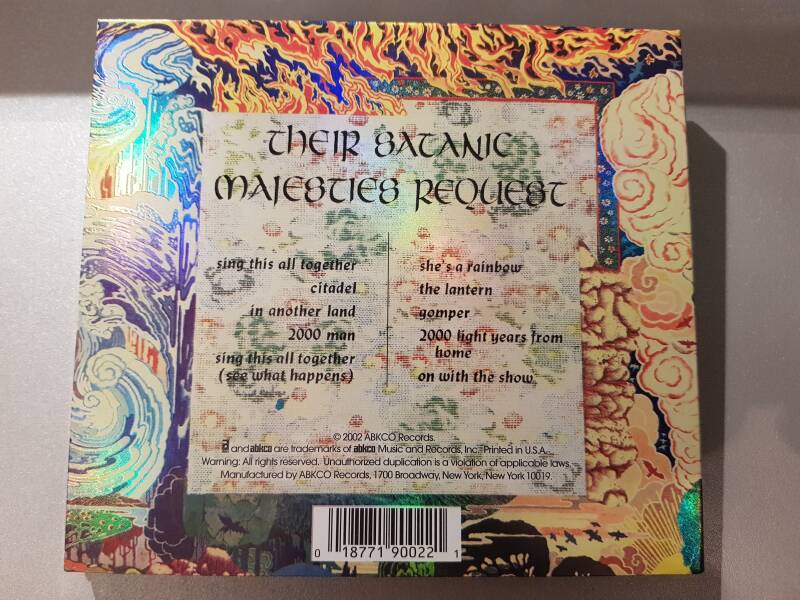 THEIR SATANIC
MAJESTIES REQUEST
sing this all together
citadel
in another land
2000 man
sing this all together
(see what happens)
she's a rainbow
the lantern
gomper
2000 light years from
home
on with the show
© 2002 ABKCO Records.
a and abkco are trademarks of abkco Music and Records, Inc. Printed in U.S.A.
Warning: All rights reserved. Unauthorized duplication is a violation of applicable laws.
Manufactured by ABKCO Records, 1700 Broadway, New York, New York 10019.
0 18771 90022 1